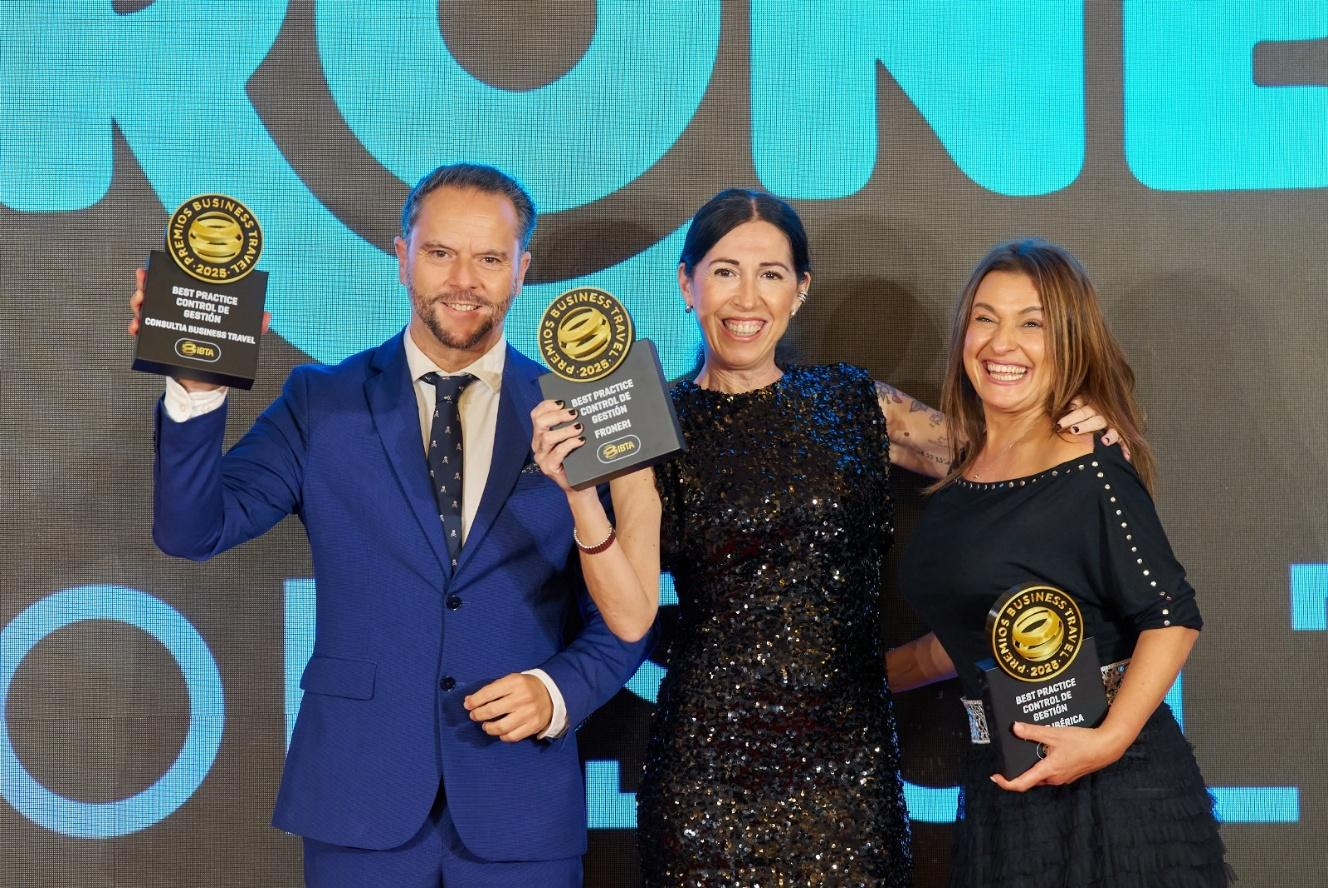 RONE
PREMIOS BUSINESS TRAVEL
· 2025 ·
BEST PRACTICE
CONTROL DE
GESTIÓN
CONSULTIA BUSINESS TRAVEL
IBTA
PREMIOS BUSINESS TRAVEL
· 2025 ·
BEST PRACTICE
CONTROL DE
GESTIÓN
FRONERI
IBTA
PREMIOS BUSINESS TRAVEL
· 2025 ·
BEST PRACTICE
CONTROL DE
GESTIÓN
IBÉRICA